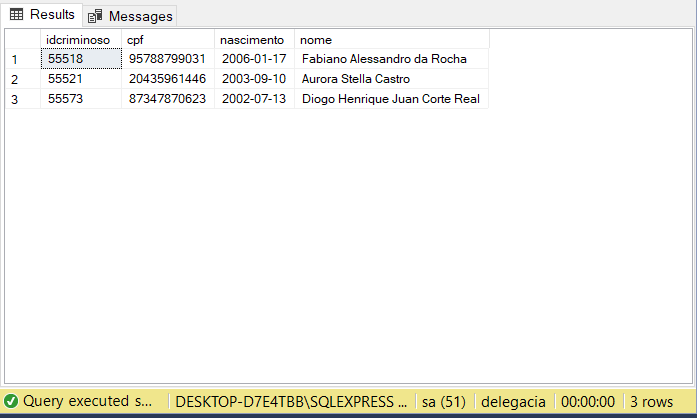 Results Messages
idcriminoso cpf nascimento nome
1 55518 95788799031 2006-01-17 Fabiano Alessandro da Rocha
2 55521 20435961446 2003-09-10 Aurora Stella Castro
3 55573 87347870623 2002-07-13 Diogo Henrique Juan Corte Real
Query executed s... DESKTOP-D7E4TBB\SQLEXPRESS ... sa (51) delegacia 00:00:00 3 rows